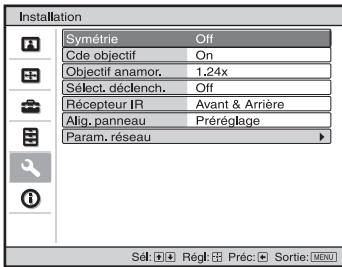 Installation
Symétrie Off
Cde objectif On
Objectif anamor. 1.24x
Sélect. déclench. Off
Récepteur IR Avant & Arrière
Alig. panneau Préréglage
Param. réseau
Sél: Régl: Préc: Sortie: MENU